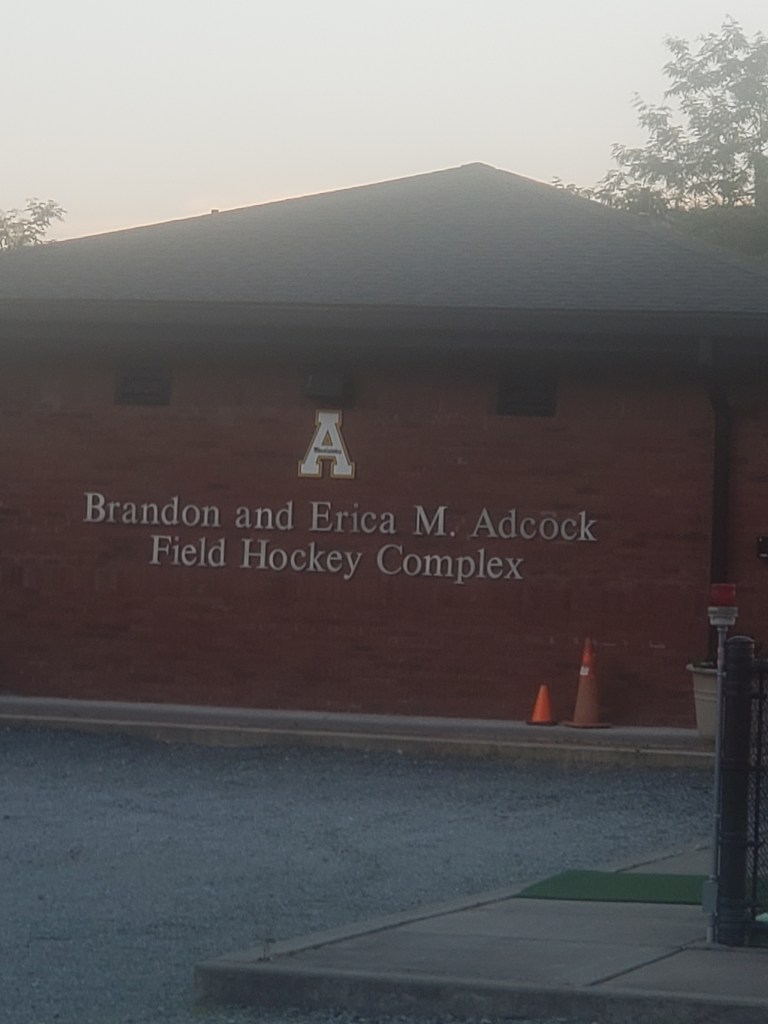 A
Brandon and Erica M. Adcock
Field Hockey Complex